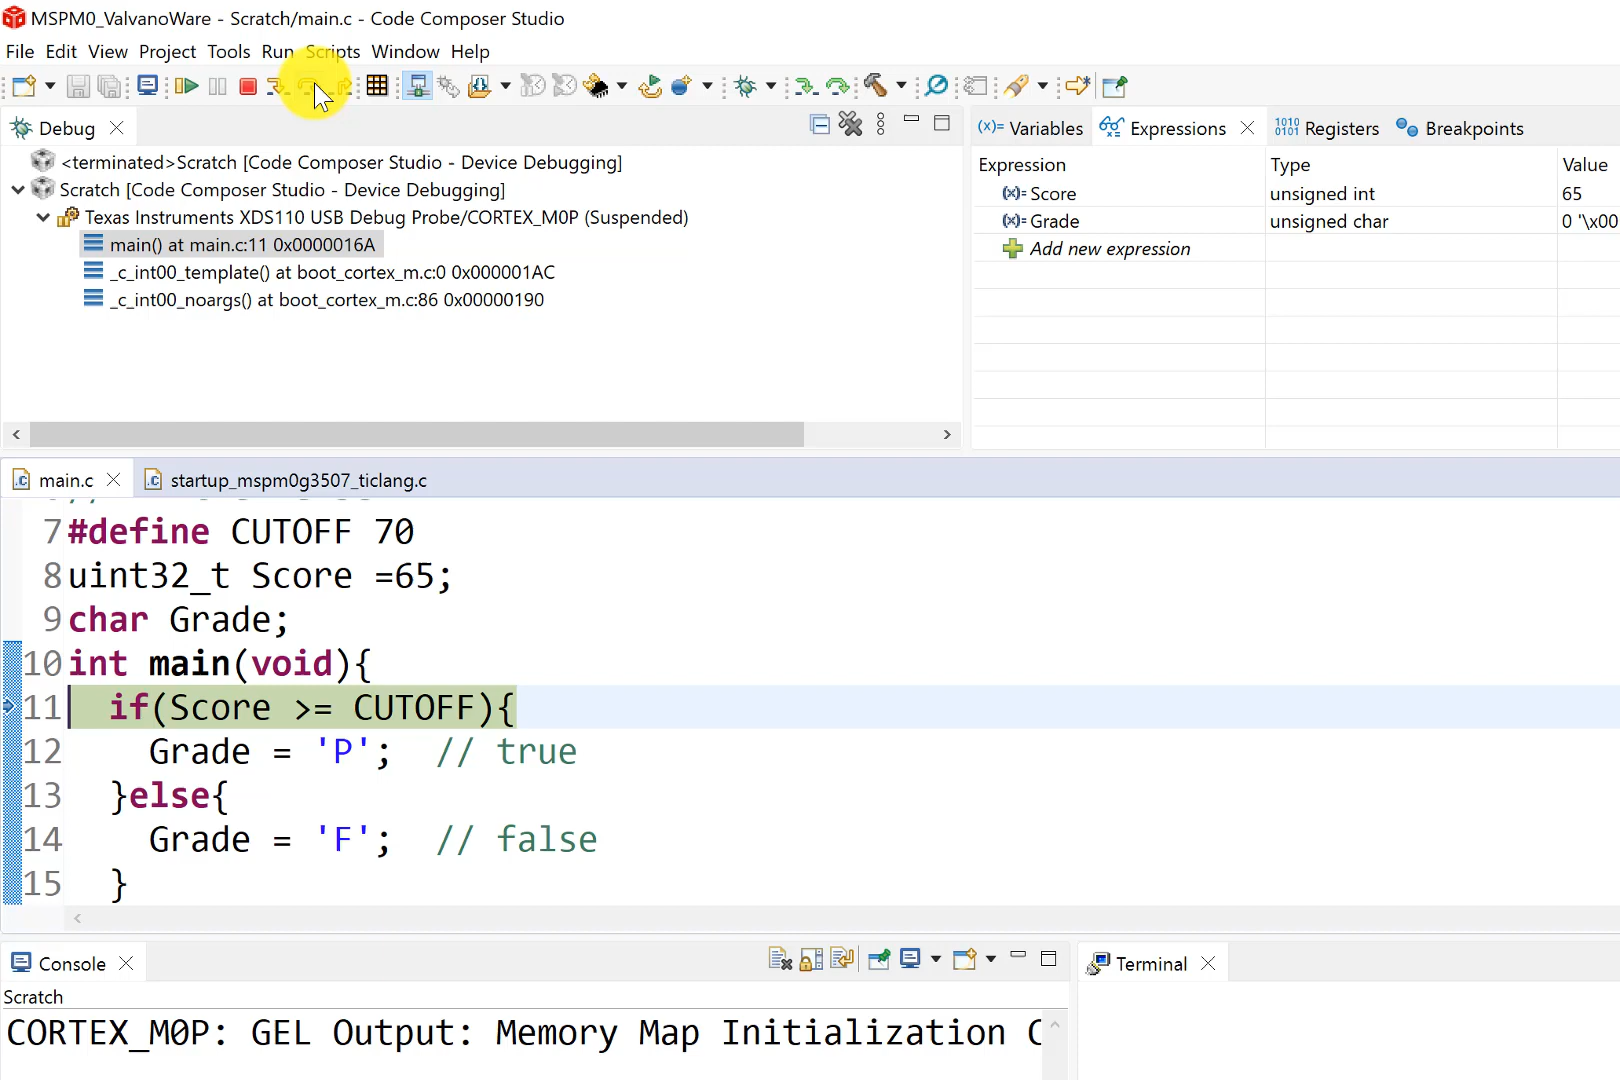 MSPM0_ValvanoWare - Scratch/main.c - Code Composer Studio
File Edit View Project Tools Run Scripts Window Help
Debug
<terminated>Scratch [Code Composer Studio - Device Debugging]
Scratch [Code Composer Studio - Device Debugging]
Texas Instruments XDS110 USB Debug Probe/CORTEX_M0P (Suspended)
main() at main.c:11 0x0000016A
_c_int00_template() at boot_cortex_m.c:0 0x000001AC
_c_int00_noargs() at boot_cortex_m.c:86 0x00000190
(x)= Variables Expressions 1010 0101 Registers Breakpoints
Expression Type Value
(x)= Score unsigned int 65
(x)= Grade unsigned char 0 '\x00
Add new expression
main.c startup_mspm0g3507_ticlang.c
7 #define CUTOFF 70
8 uint32_t Score =65;
9 char Grade;
10 int main(void){
11 if(Score >= CUTOFF){
12 Grade = 'P'; // true
13 }else{
14 Grade = 'F'; // false
15 }
Console
Scratch
CORTEX_M0P: GEL Output: Memory Map Initialization C
Terminal